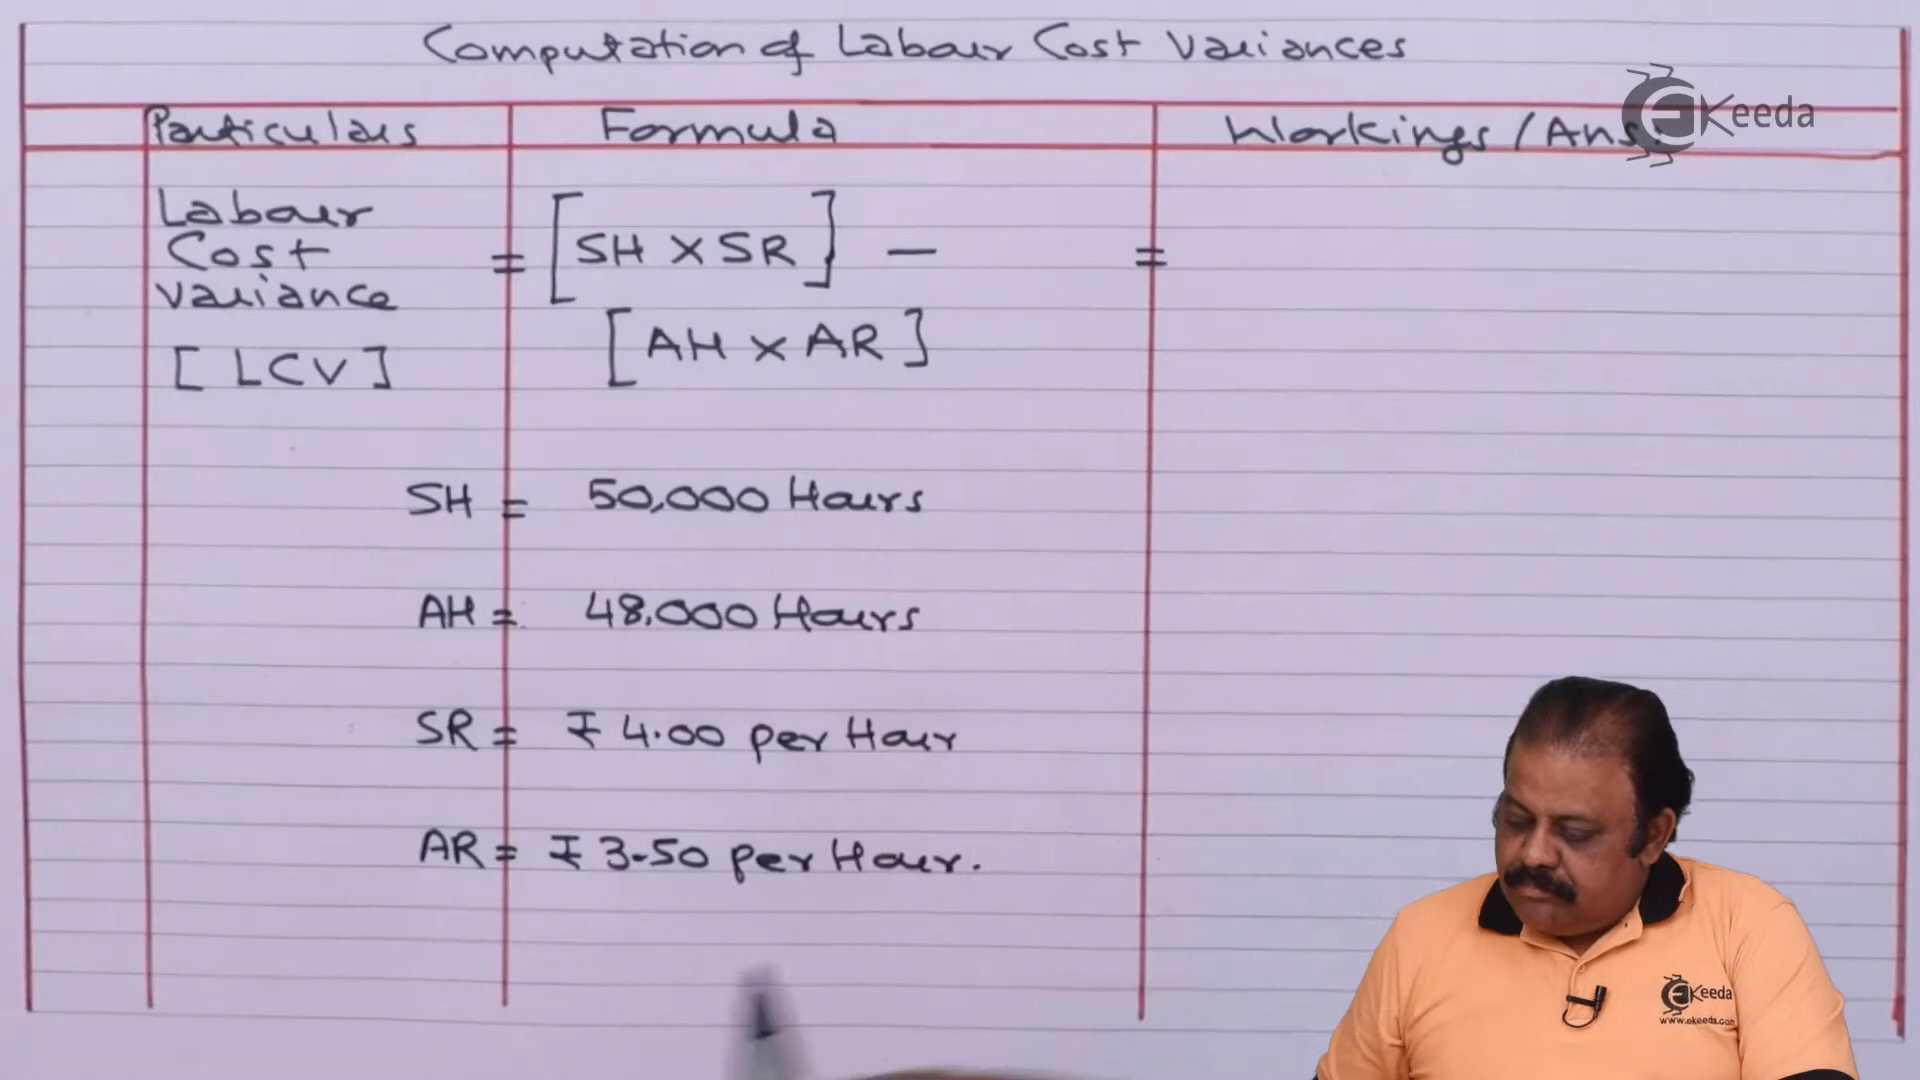 Computation of Labour Cost Variances
Particulars Formula Workings / Ans.
Keeda
Labour
Cost
Variance
= [SH X SR] - =
[AH X AR]
[LCV]
SH = 50,000 Hours
AH = 48,000 Hours
SR = ₹ 4.00 per Hour
AR = ₹ 3.50 per Hour.
Keeda
www.ekeeda.com